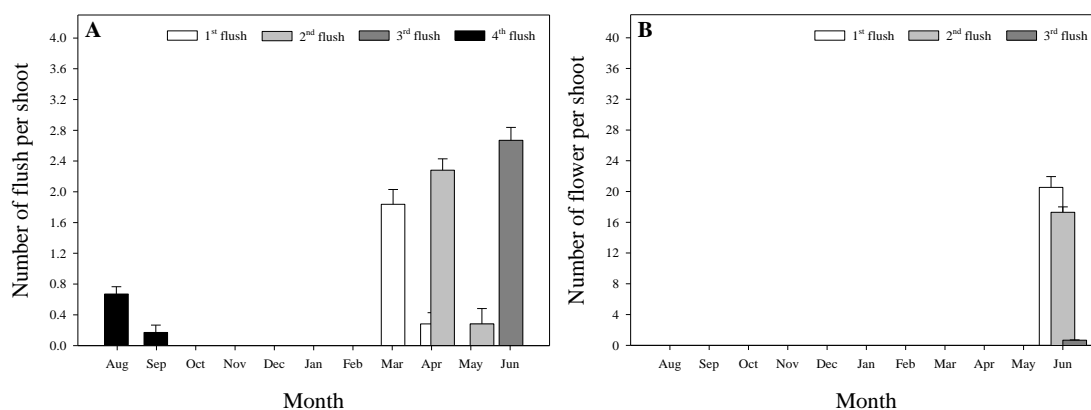 A
1st flush 2nd flush 3rd flush 4th flush
Number of flush per shoot
4.0
3.6
3.2
2.8
2.4
2.0
1.6
1.2
0.8
0.4
0.0
Aug Sep Oct Nov Dec Jan Feb Mar Apr May Jun
Month
B
1st flush 2nd flush 3rd flush
Number of flower per shoot
40
36
32
28
24
20
16
12
8
4
0
Aug Sep Oct Nov Dec Jan Feb Mar Apr May Jun
Month